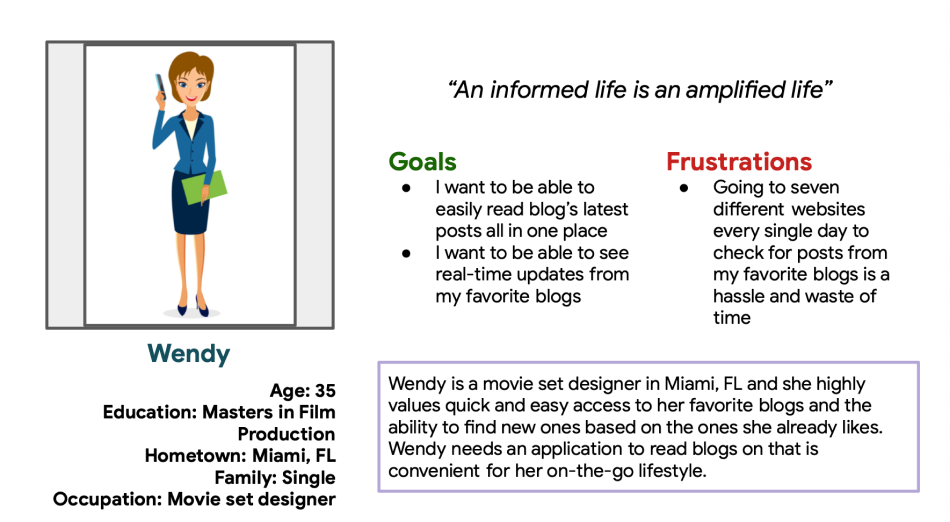 “An informed life is an amplified life”
Wendy
Age: 35
Education: Masters in Film
Production
Hometown: Miami, FL
Family: Single
Occupation: Movie set designer
Goals
● I want to be able to
easily read blog’s latest
posts all in one place
● I want to be able to see
real-time updates from
my favorite blogs
Frustrations
● Going to seven
different websites
every single day to
check for posts from
my favorite blogs is a
hassle and waste of
time
Wendy is a movie set designer in Miami, FL and she highly
values quick and easy access to her favorite blogs and the
ability to find new ones based on the ones she already likes.
Wendy needs an application to read blogs on that is
convenient for her on-the-go lifestyle.